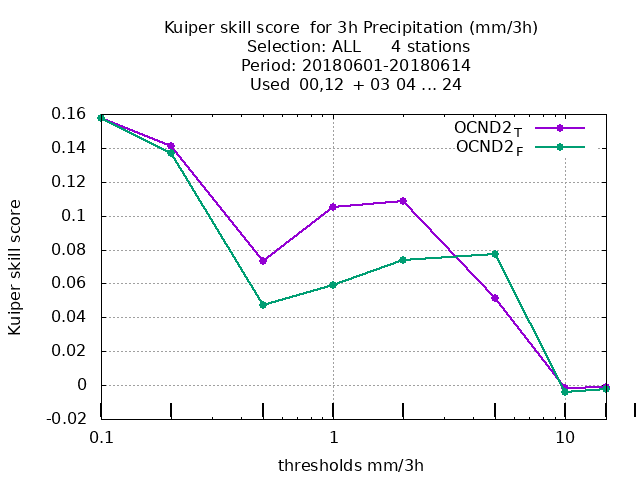 Kuiper skill score  for 3h Precipitation (mm/3h)
Selection: ALL      4 stations
Period: 20180601-20180614
Used  00,12  + 03 04 ... 24
OCND2T
OCND2F
Kuiper skill score
0.16
0.14
0.12
0.1
0.08
0.06
0.04
0.02
0
-0.02
0.1
1
10
thresholds mm/3h